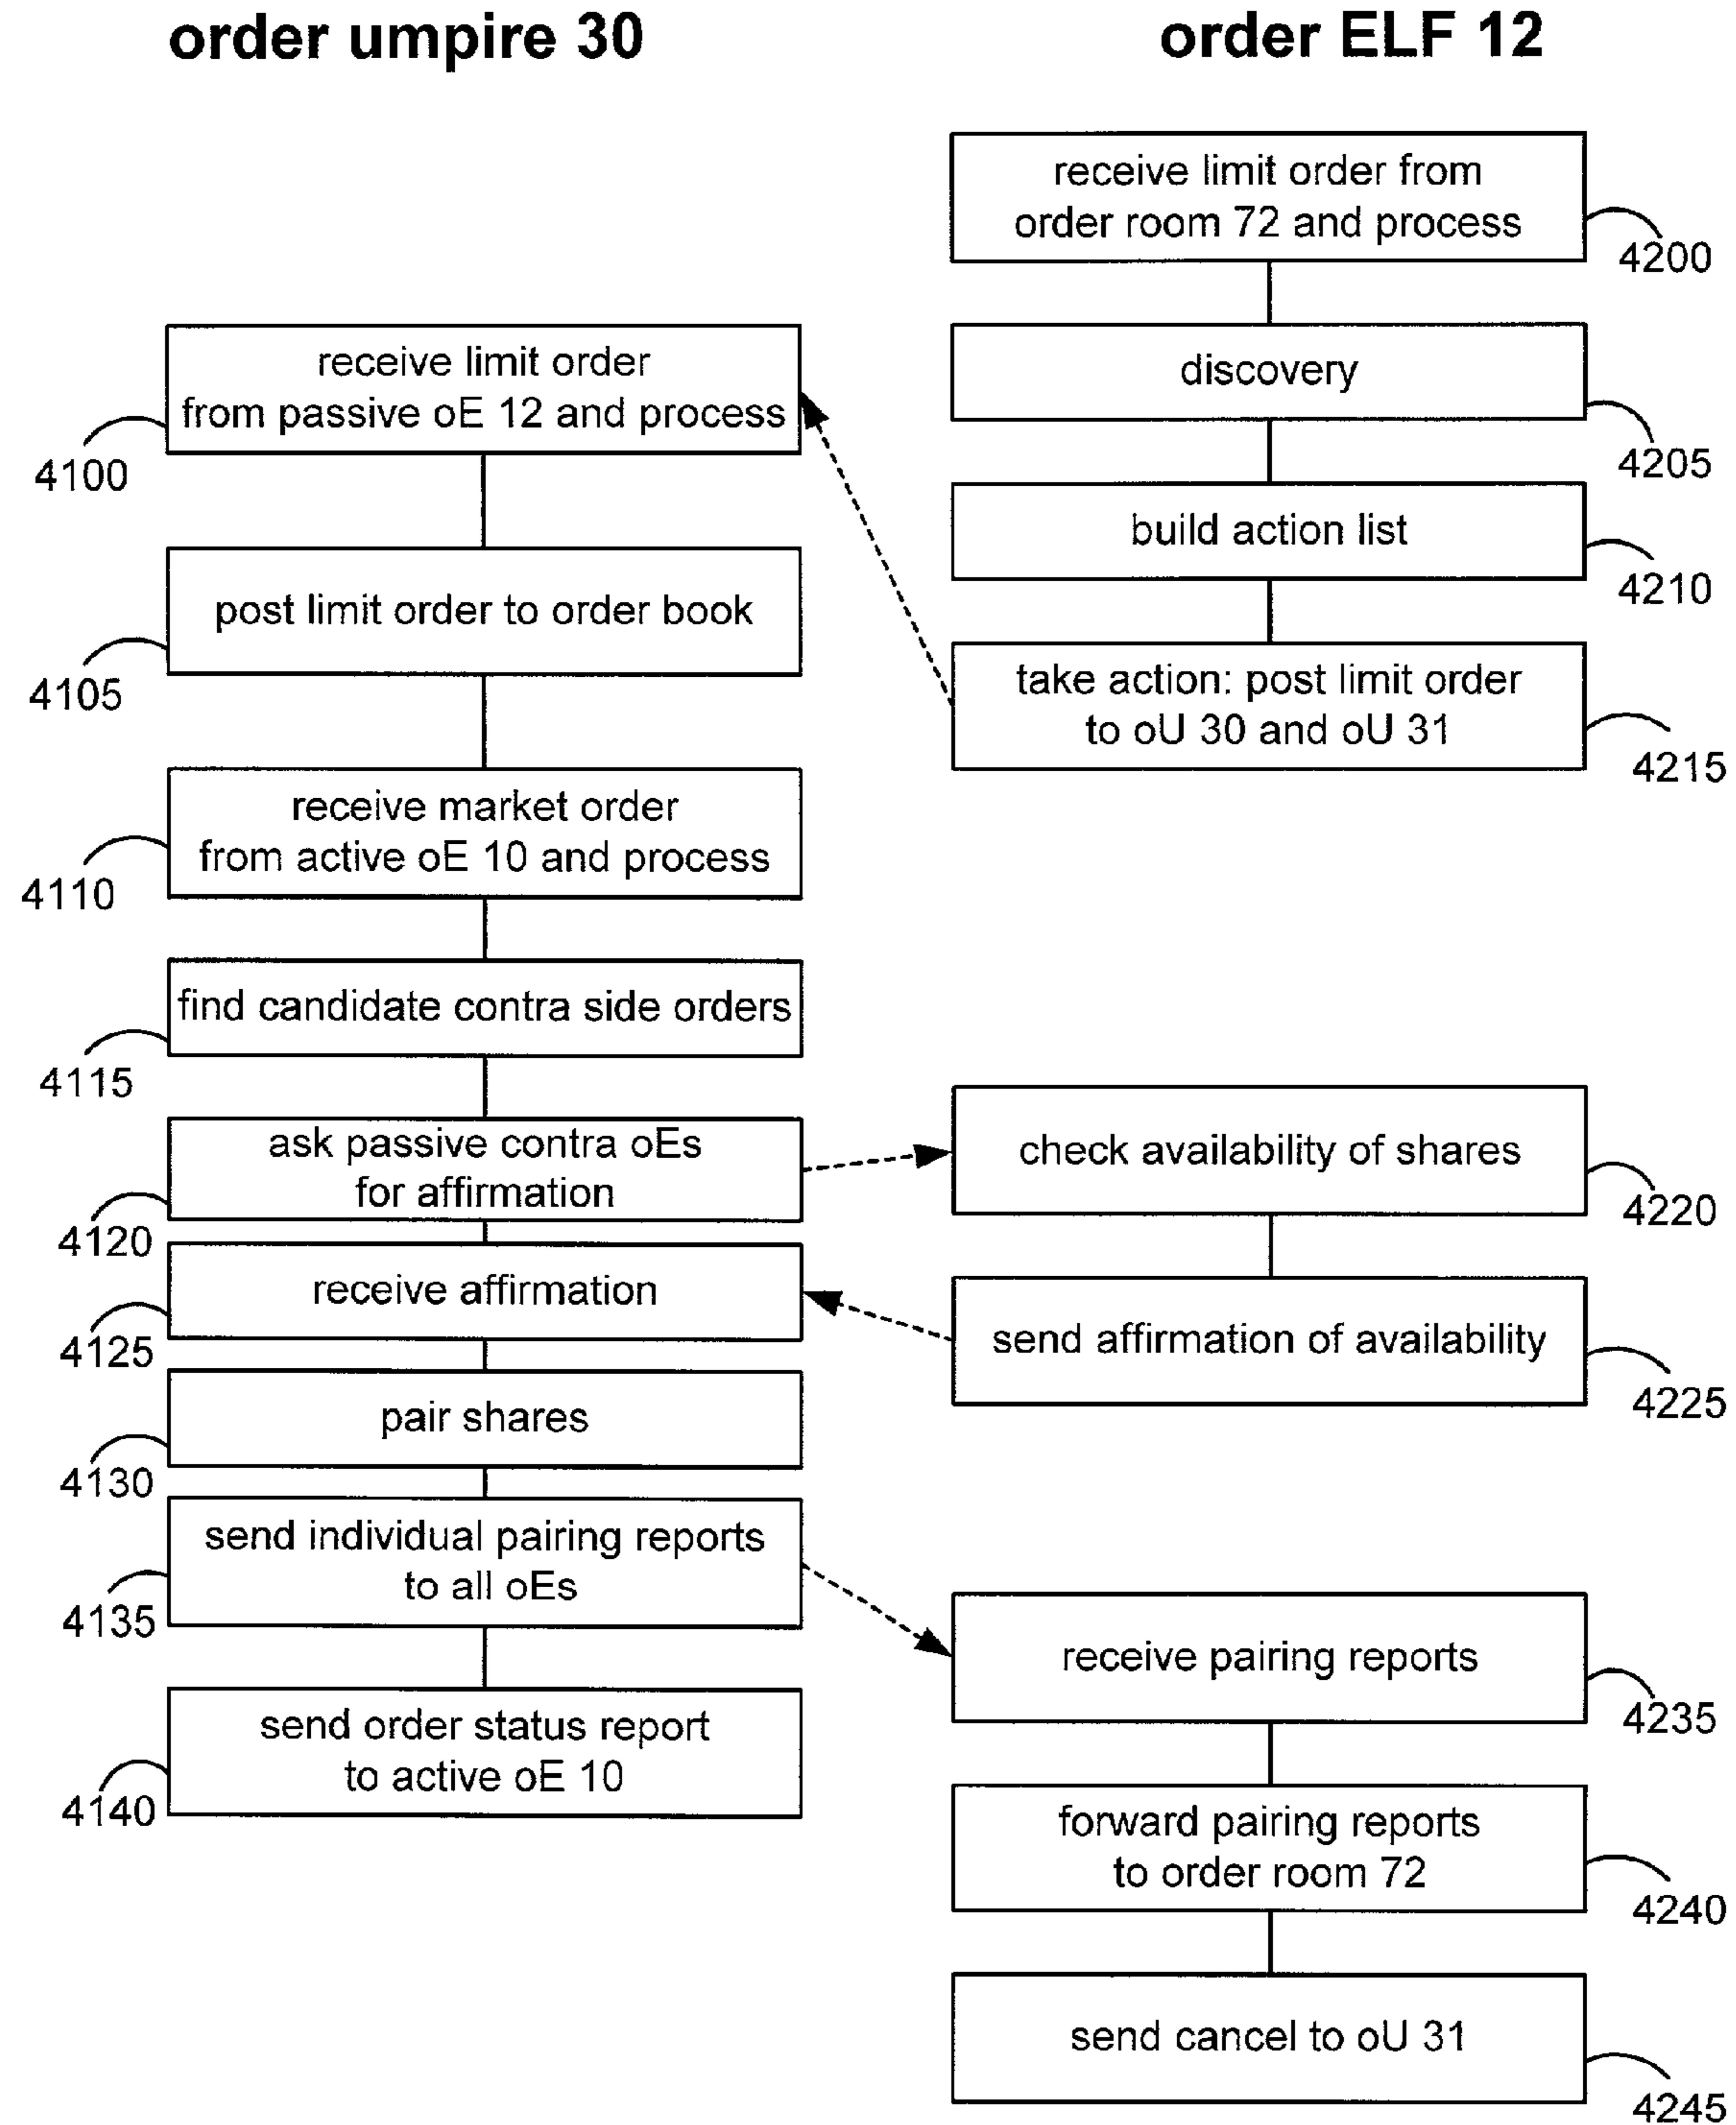 order umpire 30
receive limit order
from passive oE 12 and process
4100
post limit order to order book
4105
receive market order
from active oE 10 and process
4110
find candidate contra side orders
4115
ask passive contra oEs
for affirmation
4120
receive affirmation
4125
pair shares
4130
send individual pairing reports
to all oEs
4135
send order status report
to active oE 10
4140
order ELF 12
receive limit order from
order room 72 and process
4200
discovery
4205
build action list
4210
take action: post limit order
to oU 30 and oU 31
4215
check availability of shares
4220
send affirmation of availability
4225
receive pairing reports
4235
forward pairing reports
to order room 72
4240
send cancel to oU 31
4245